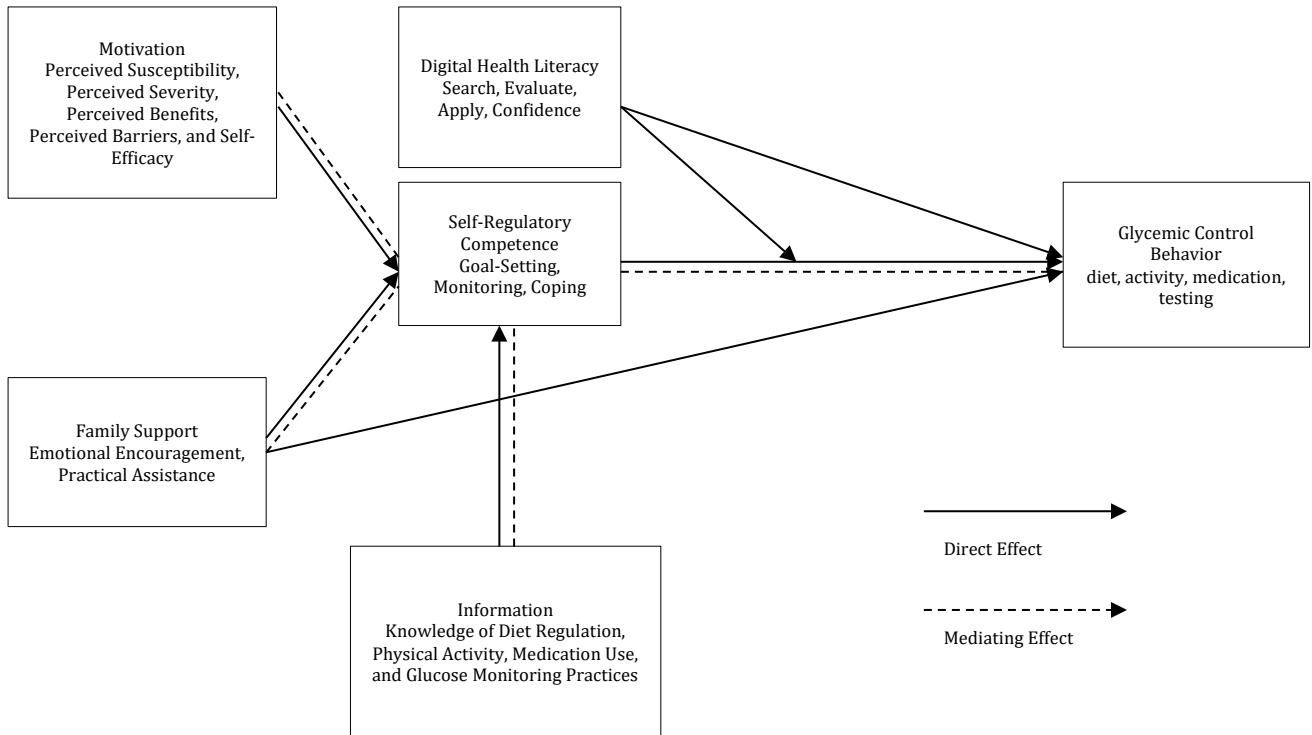 Motivation
Perceived Susceptibility,
Perceived Severity,
Perceived Benefits,
Perceived Barriers, and Self-
Efficacy
Digital Health Literacy
Search, Evaluate,
Apply, Confidence
Self-Regulatory
Competence
Goal-Setting,
Monitoring, Coping
Glycemic Control
Behavior
diet, activity, medication,
testing
Family Support
Emotional Encouragement,
Practical Assistance
Information
Knowledge of Diet Regulation,
Physical Activity, Medication Use,
and Glucose Monitoring Practices
Direct Effect
Mediating Effect